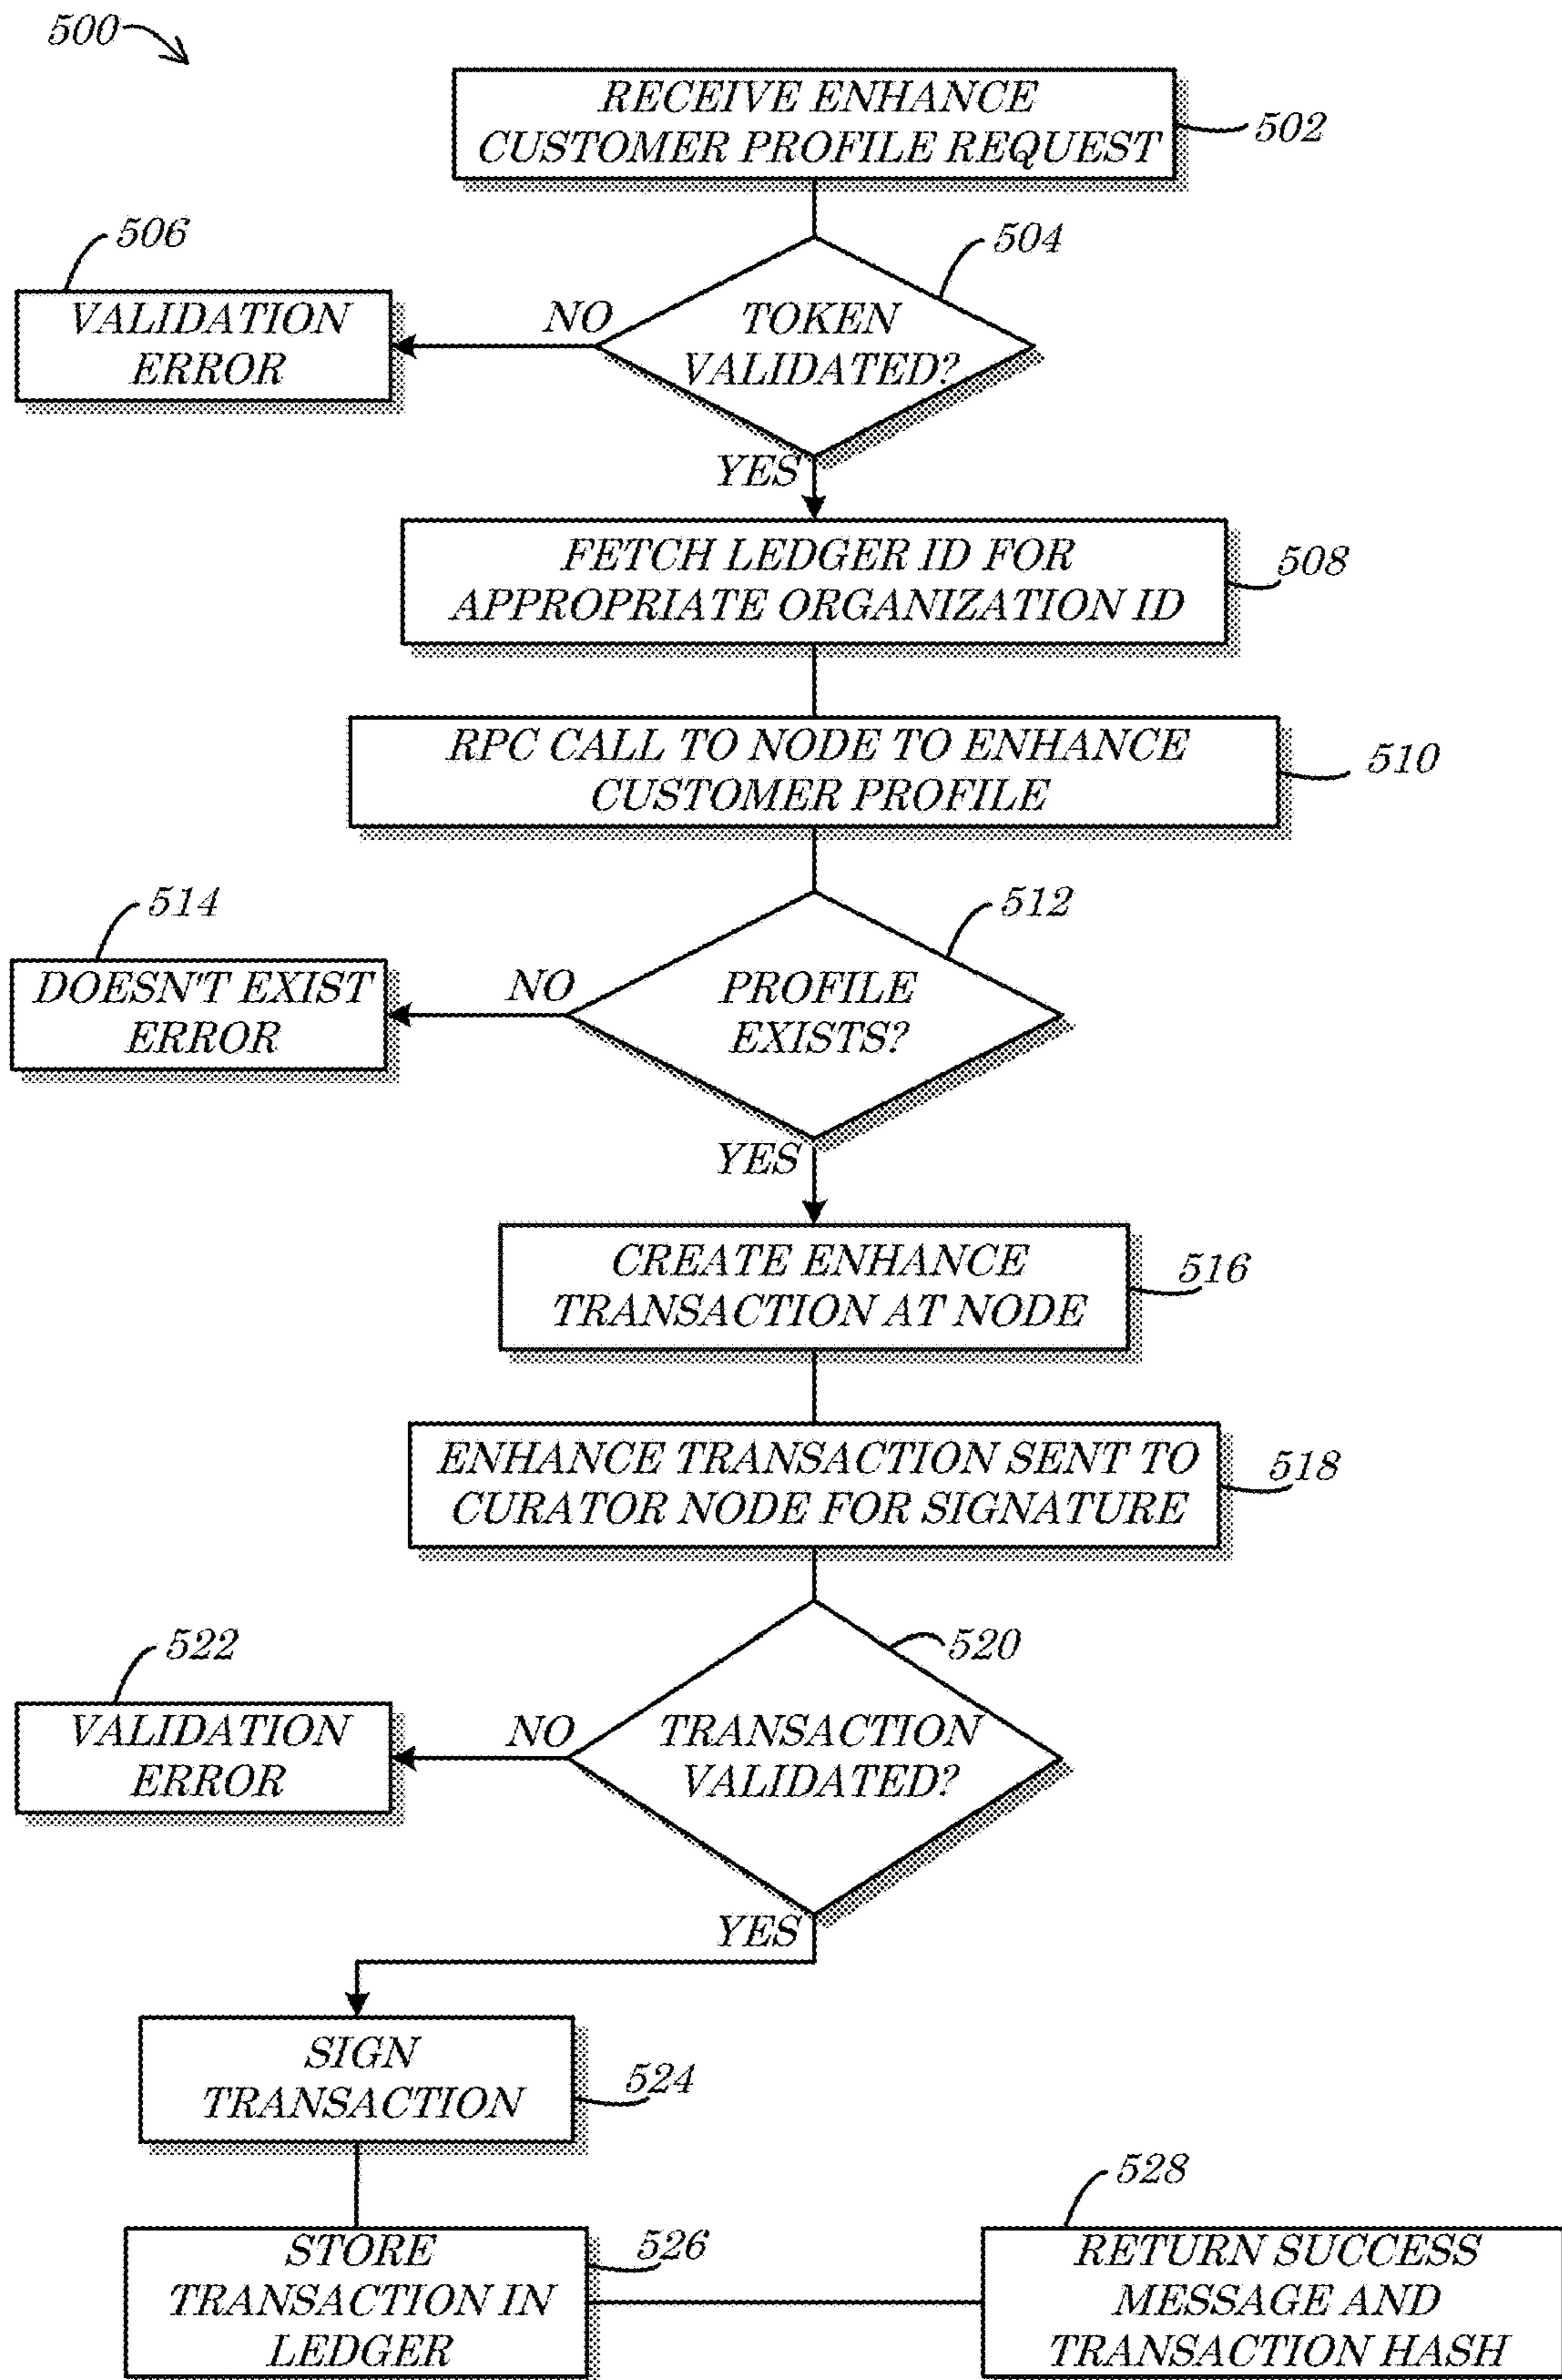 500
RECEIVE ENHANCE
CUSTOMER PROFILE REQUEST
502
506
504
VALIDATION
ERROR
NO
TOKEN
VALIDATED?
YES
FETCH LEDGER ID FOR
APPROPRIATE ORGANIZATION ID
508
RPC CALL TO NODE TO ENHANCE
CUSTOMER PROFILE
510
514
512
DOESN'T EXIST
ERROR
NO
PROFILE
EXISTS?
YES
CREATE ENHANCE
TRANSACTION AT NODE
516
ENHANCE TRANSACTION SENT TO
CURATOR NODE FOR SIGNATURE
518
522
520
VALIDATION
ERROR
NO
TRANSACTION
VALIDATED?
YES
SIGN
TRANSACTION
524
STORE
TRANSACTION IN
LEDGER
526
528
RETURN SUCCESS
MESSAGE AND
TRANSACTION HASH